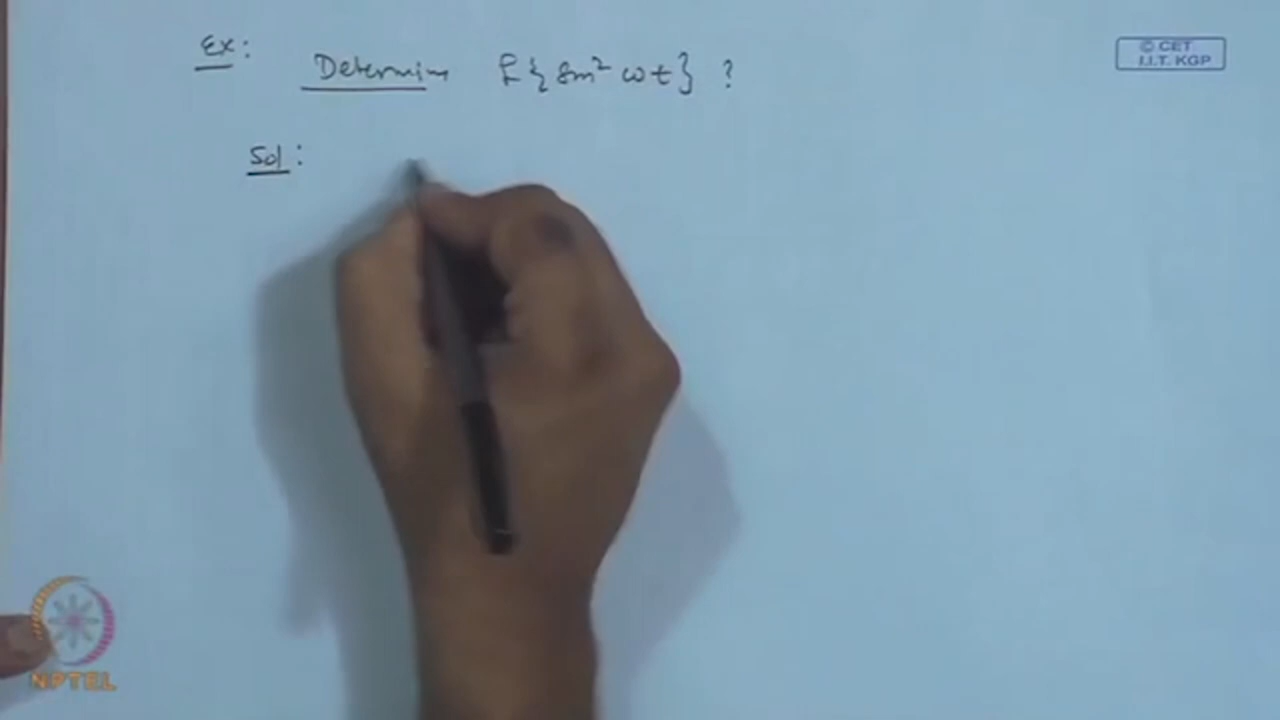 Ex:
Determine £{sin² ωt} ?
© CET
I.I.T. KGP
Sol:
NPTEL